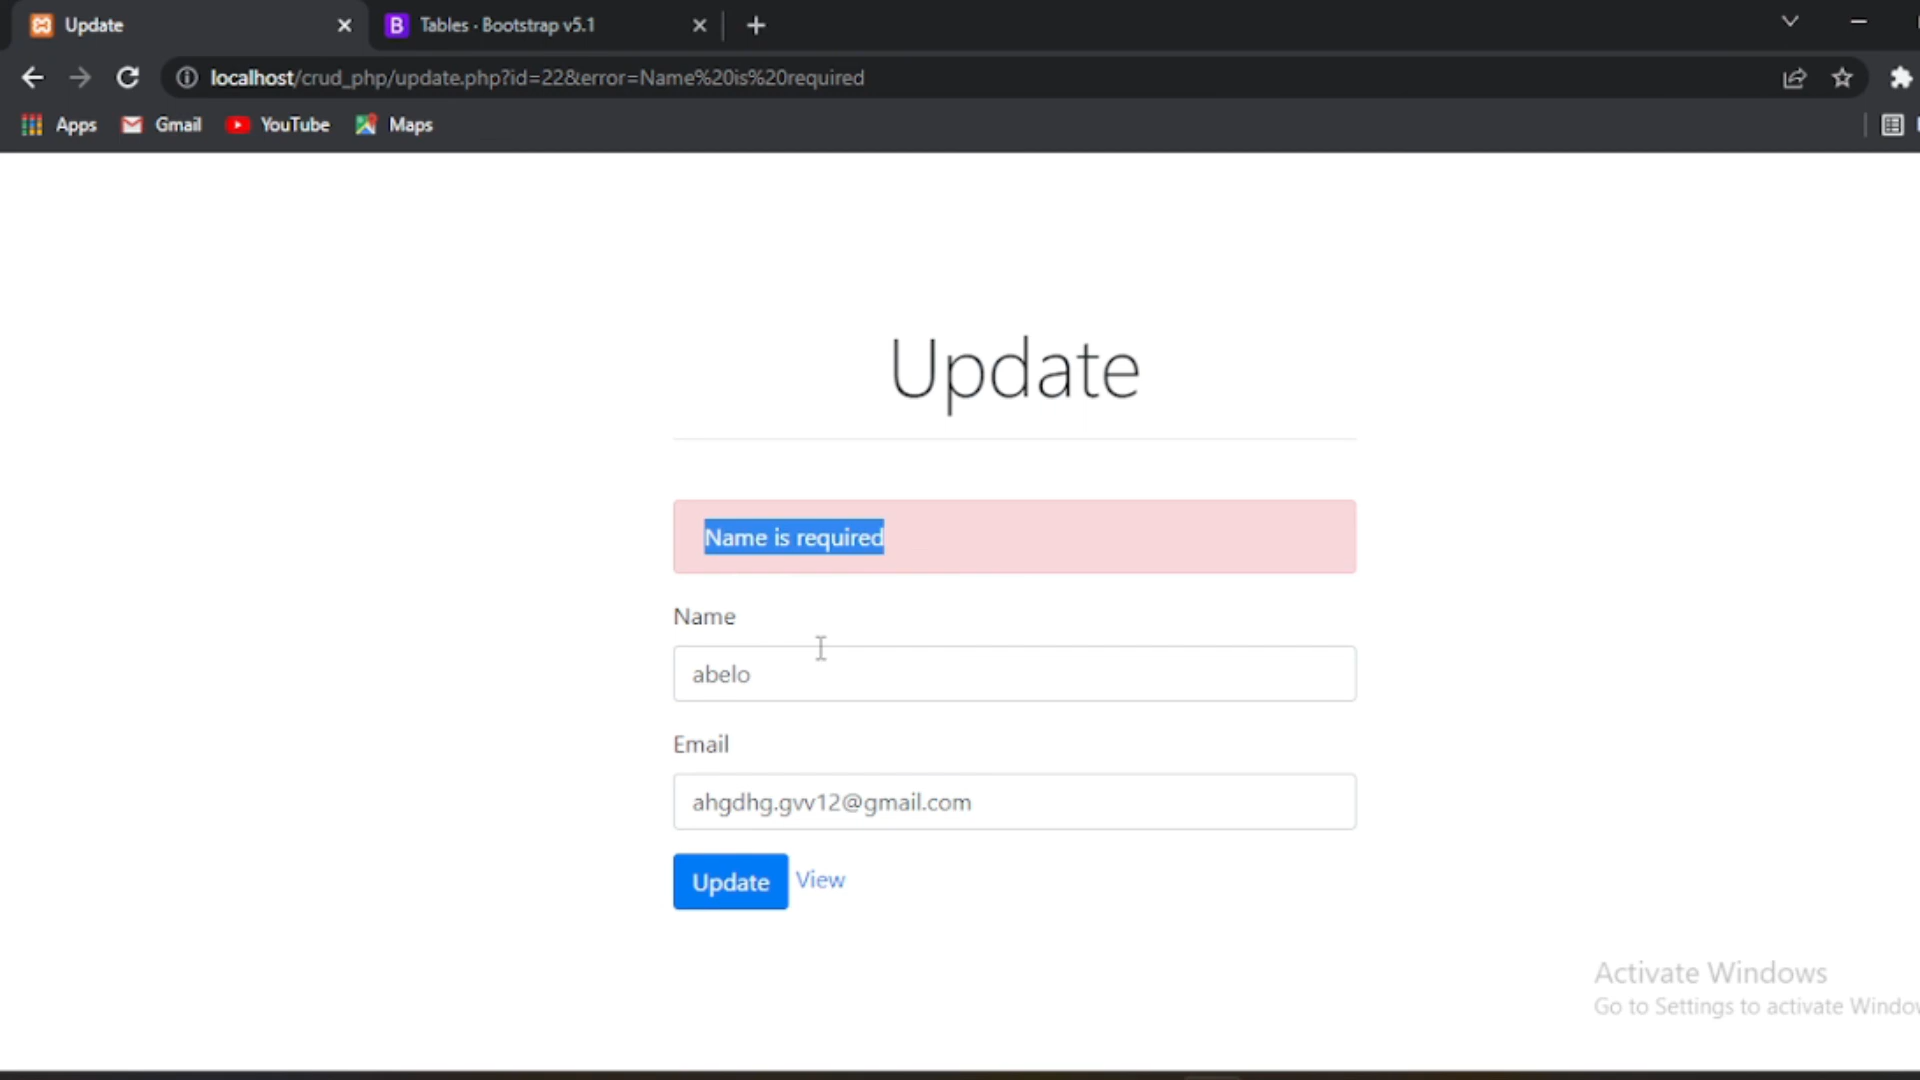 Update
Tables · Bootstrap v5.1
localhost/crud_php/update.php?id=22&error=Name%20is%20required
Apps
Gmail
YouTube
Maps
Update
Name is required
Name
abelo
Email
ahgdhg.gvv12@gmail.com
Update View
Activate Windows
Go to Settings to activate